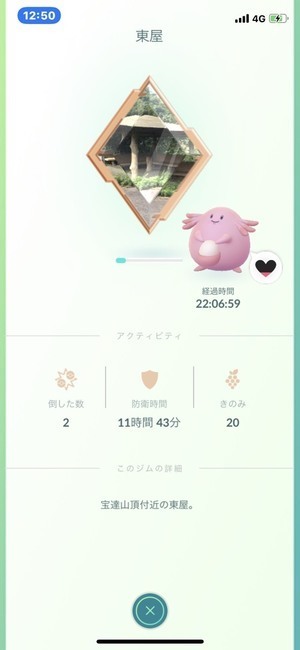 12:50
4G
東屋
経過時間
22:06:59
アクティビティ
倒した数
防衛時間
きのみ
2
11時間 43分
20
このジムの詳細
宝達山頂付近の東屋。